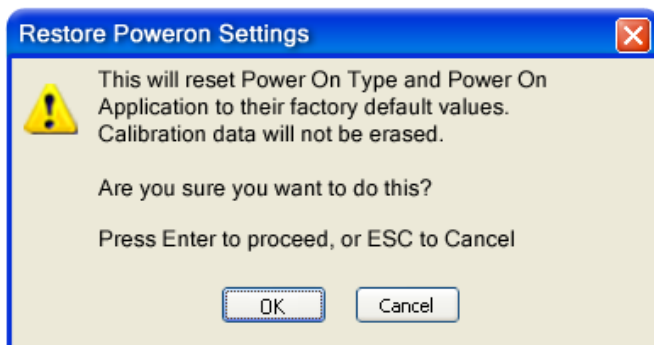 Restore Poweron Settings
This will reset Power On Type and Power On
Application to their factory default values.
Calibration data will not be erased.
Are you sure you want to do this?
Press Enter to proceed, or ESC to Cancel
OK
Cancel